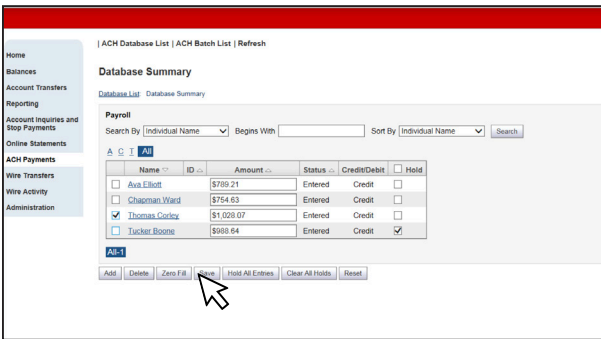 | ACH Database List | ACH Batch List | Refresh
Home
Balances
Account Transfers
Reporting
Account Inquiries and
Stop Payments
Online Statements
ACH Payments
Wire Transfers
Wire Activity
Administration
Database Summary
Database List: Database Summary
Payroll
Search By Individual Name Begins With Sort By Individual Name Search
A C T All
Name ID Amount Status Credit/Debit Hold
Ava Elliott $789.21 Entered Credit
Chapman Ward $754.63 Entered Credit
Thomas Corley $1,028.07 Entered Credit
Tucker Boone $988.64 Entered Credit
All-1
Add Delete Zero Fill Save Hold All Entries Clear All Holds Reset